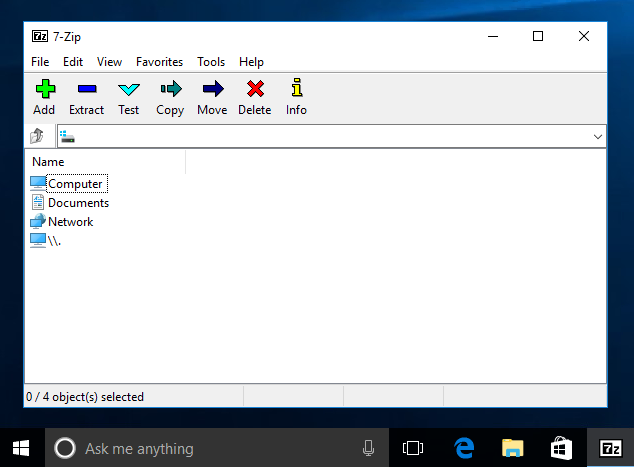 7z 7-Zip
File Edit View Favorites Tools Help
Add Extract Test Copy Move Delete Info
Name
Computer
Documents
Network
\\.
0 / 4 object(s) selected
Ask me anything 7z